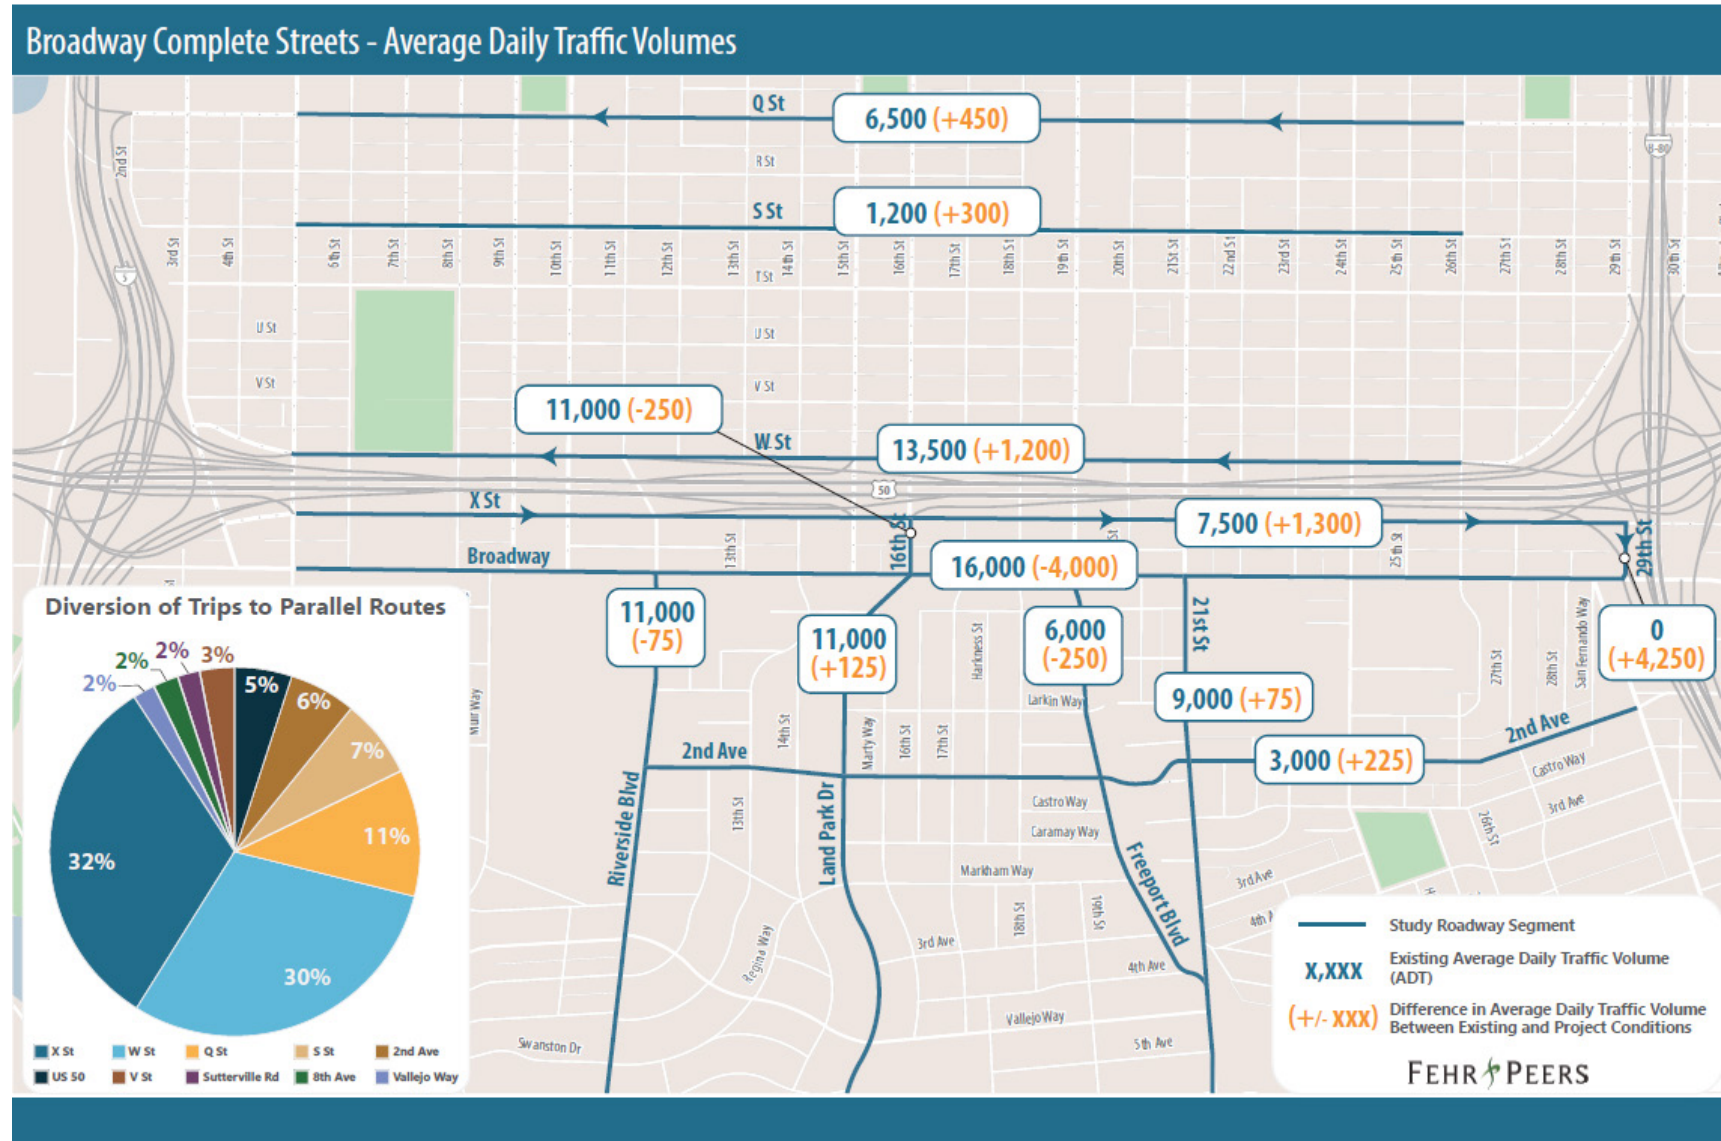 Broadway Complete Streets - Average Daily Traffic Volumes
Q St
6,500 (+450)
B-80
2nd St
R St
S St
1,200 (+300)
3rd St
4th St
6th St
7th St
8th St
9th St
10th St
11th St
12th St
13th St
14th St
15th St
16th St
17th St
18th St
19th St
20th St
21St St
22nd St
23rd St
24th St
25th St
26th St
27th St
28th St
29th St
30th St
T St
5
U St
U St
V St
V St
11,000 (-250)
W St
13,500 (+1,200)
50
X St
7,500 (+1,300)
13th St
16th St
St
25th St
29th St
Broadway
16,000 (-4,000)
11,000
(-75)
11,000
(+125)
Harkness St
6,000
(-250)
21st St
27th St
28th St
San Fernando Way
0
(+4,250)
Muir Way
14th St
Marty Way
16th St
17th St
Larkin Way
9,000 (+75)
2nd Ave
3,000 (+225)
2nd Ave
Castro Way
Riverside Blvd
13th St
Land Park Dr
Castro Way
Caramay Way
26th St
3rd Ave
Markham Way
Freeport Blvd
3rd Ave
Regina Way
3rd Ave
18th St
19th St
4th Ave
4th A
Vallejo Way
5th Ave
Swanston Dr
Diversion of Trips to Parallel Routes
2%
2%
2%
3%
5%
6%
7%
11%
30%
32%
X St
W St
Q St
S St
2nd Ave
US 50
V St
Sutterville Rd
8th Ave
Vallejo Way
Study Roadway Segment
X,XXX
Existing Average Daily Traffic Volume
(ADT)
(+/- XXX)
Difference in Average Daily Traffic Volume
Between Existing and Project Conditions
FEHR PEERS